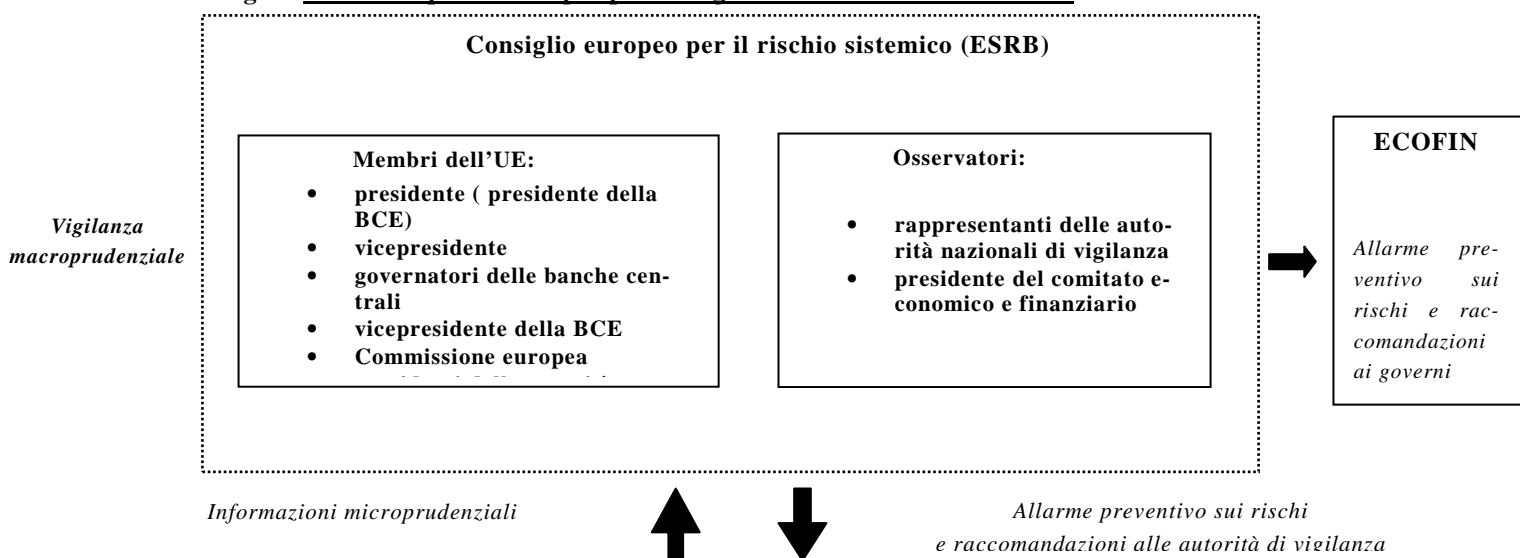 Consiglio europeo per il rischio sistemico (ESRB)
Vigilanza
macroprudenziale
Membri dell’UE:
• presidente ( presidente della
BCE)
• vicepresidente
• governatori delle banche cen-
trali
• vicepresidente della BCE
• Commissione europea
Osservatori:
• rappresentanti delle auto-
rità nazionali di vigilanza
• presidente del comitato e-
conomico e finanziario
ECOFIN
Allarme pre-
ventivo sui
rischi e rac-
comandazioni
ai governi
Informazioni microprudenziali
Allarme preventivo sui rischi
e raccomandazioni alle autorità di vigilanza